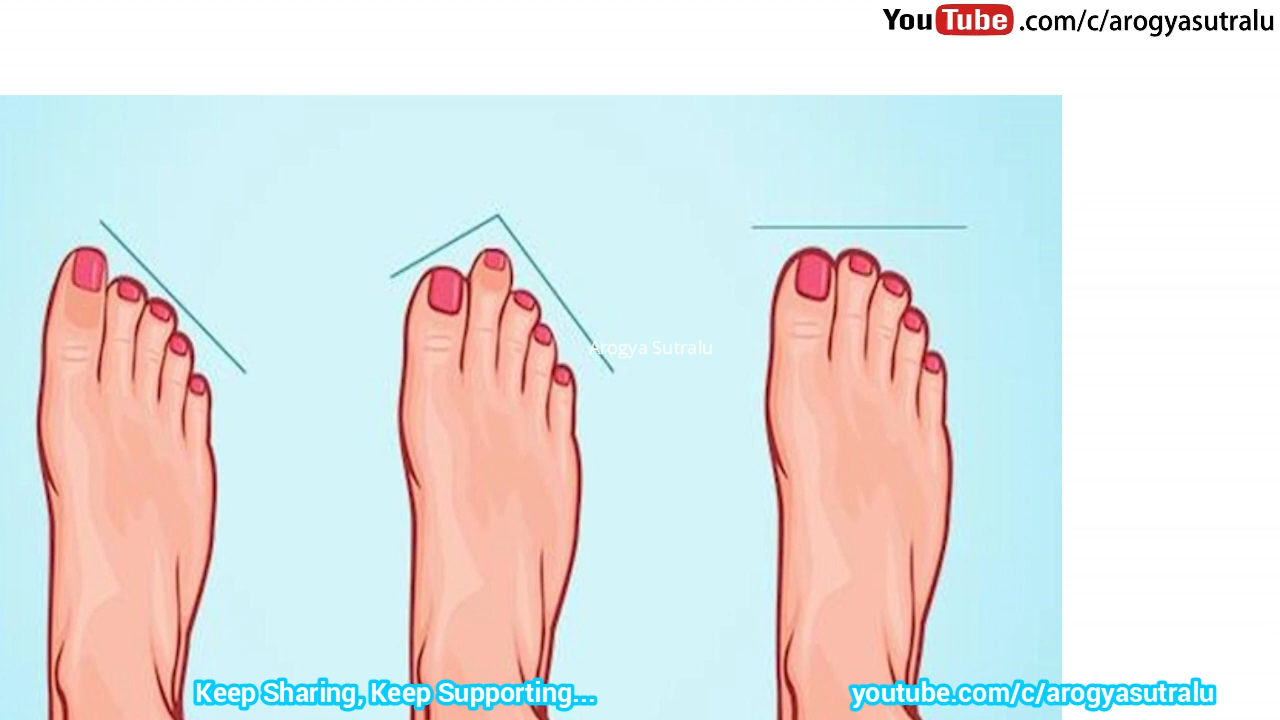 YouTube.com/c/arogyasutralu
Arogya Sutralu
Keep Sharing, Keep Supporting...
youtube.com/c/arogyasutralu